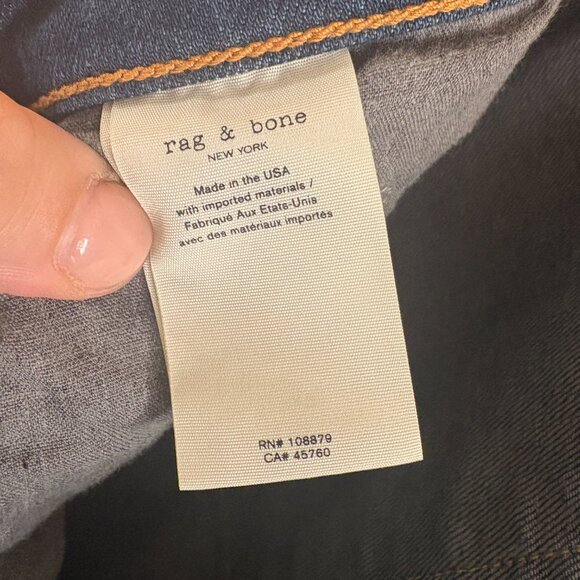 rag & bone
NEW YORK
Made in the USA
with imported materials /
Fabriqué Aux Etats-Unis
avec des matériaux importés
RN# 108879
CA# 45760